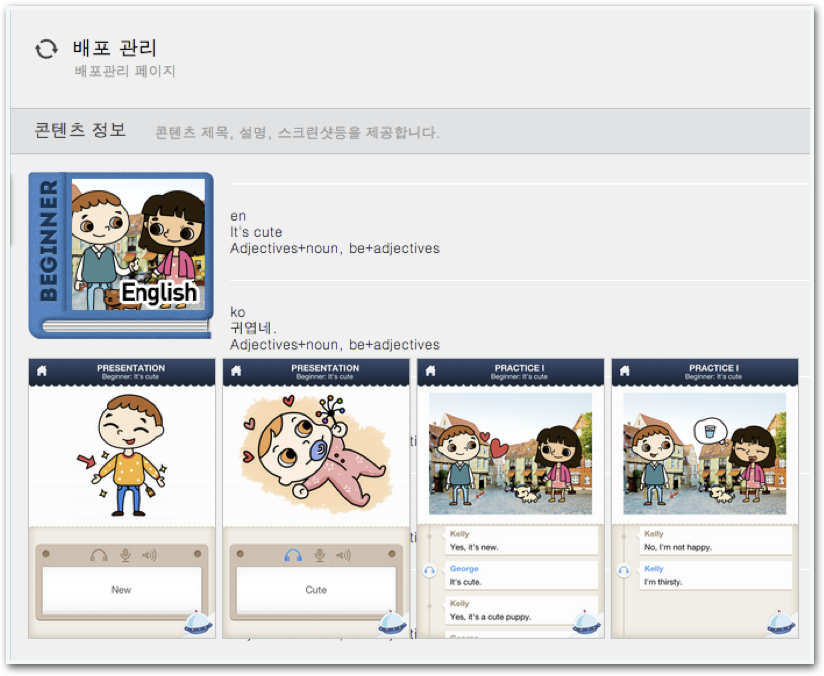 배포 관리
배포관리 페이지
콘텐츠 정보 콘텐츠 제목, 설명, 스크린샷등을 제공합니다.
BEGINNER
English
en
It's cute
Adjectives+noun, be+adjectives
ko
귀엽네.
Adjectives+noun, be+adjectives
PRESENTATION
Beginner: It's cute
New
PRESENTATION
Beginner: It's cute
Cute
PRACTICE I
Beginner: It's cute
Kelly
Yes, it's new.
George
It's cute.
Kelly
Yes, it's a cute puppy.
PRACTICE I
Beginner: It's cute
Kelly
No, I'm not happy.
Kelly
I'm thirsty.